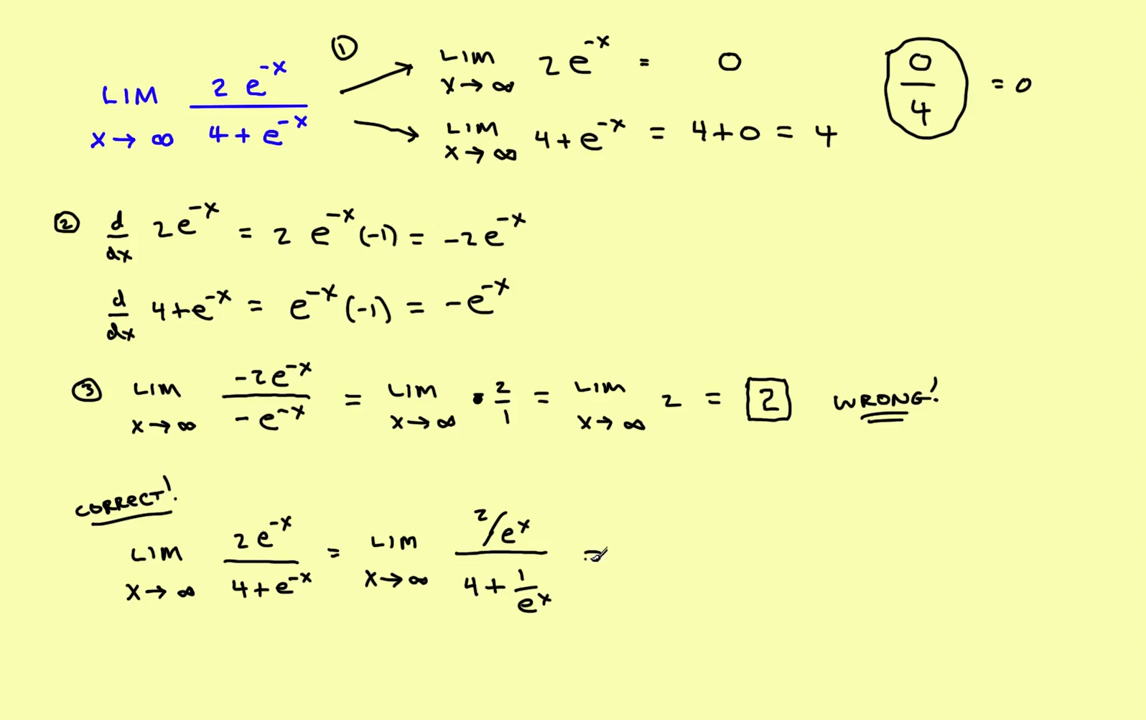 ① LIM x→∞ 2e^-x = 0
LIM x→∞ 2e^-x / 4+e^-x
LIM x→∞ 4+e^-x = 4+0 = 4
0/4 = 0
② d/dx 2e^-x = 2 e^-x (-1) = -2e^-x
d/dx 4+e^-x = e^-x (-1) = -e^-x
③ LIM x→∞ -2e^-x / -e^-x = LIM x→∞ · 2/1 = LIM x→∞ 2 = 2 WRONG!
CORRECT!
LIM x→∞ 2e^-x / 4+e^-x = LIM x→∞ 2/e^x / 4+1/e^x =